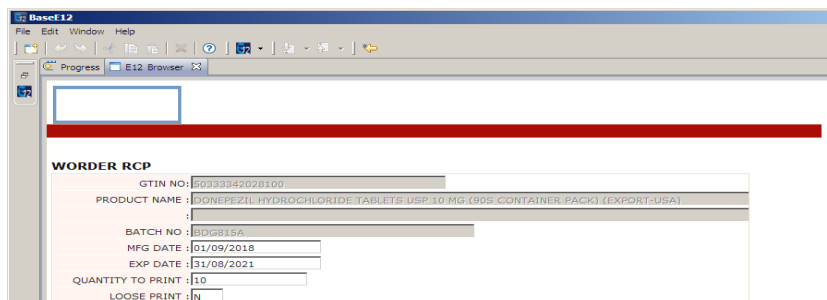 BaseE12
File Edit Window Help
Progress E12 Browser
WORDER RCP
GTIN NO: 50333342028100
PRODUCT NAME : DONEPEZIL HYDROCHLORIDE TABLETS USP 10 MG (90S CONTAINER PACK) (EXPORT-USA)
:
BATCH NO : BDG815A
MFG DATE : 01/09/2018
EXP DATE : 31/08/2021
QUANTITY TO PRINT : 10
LOOSE PRINT : N